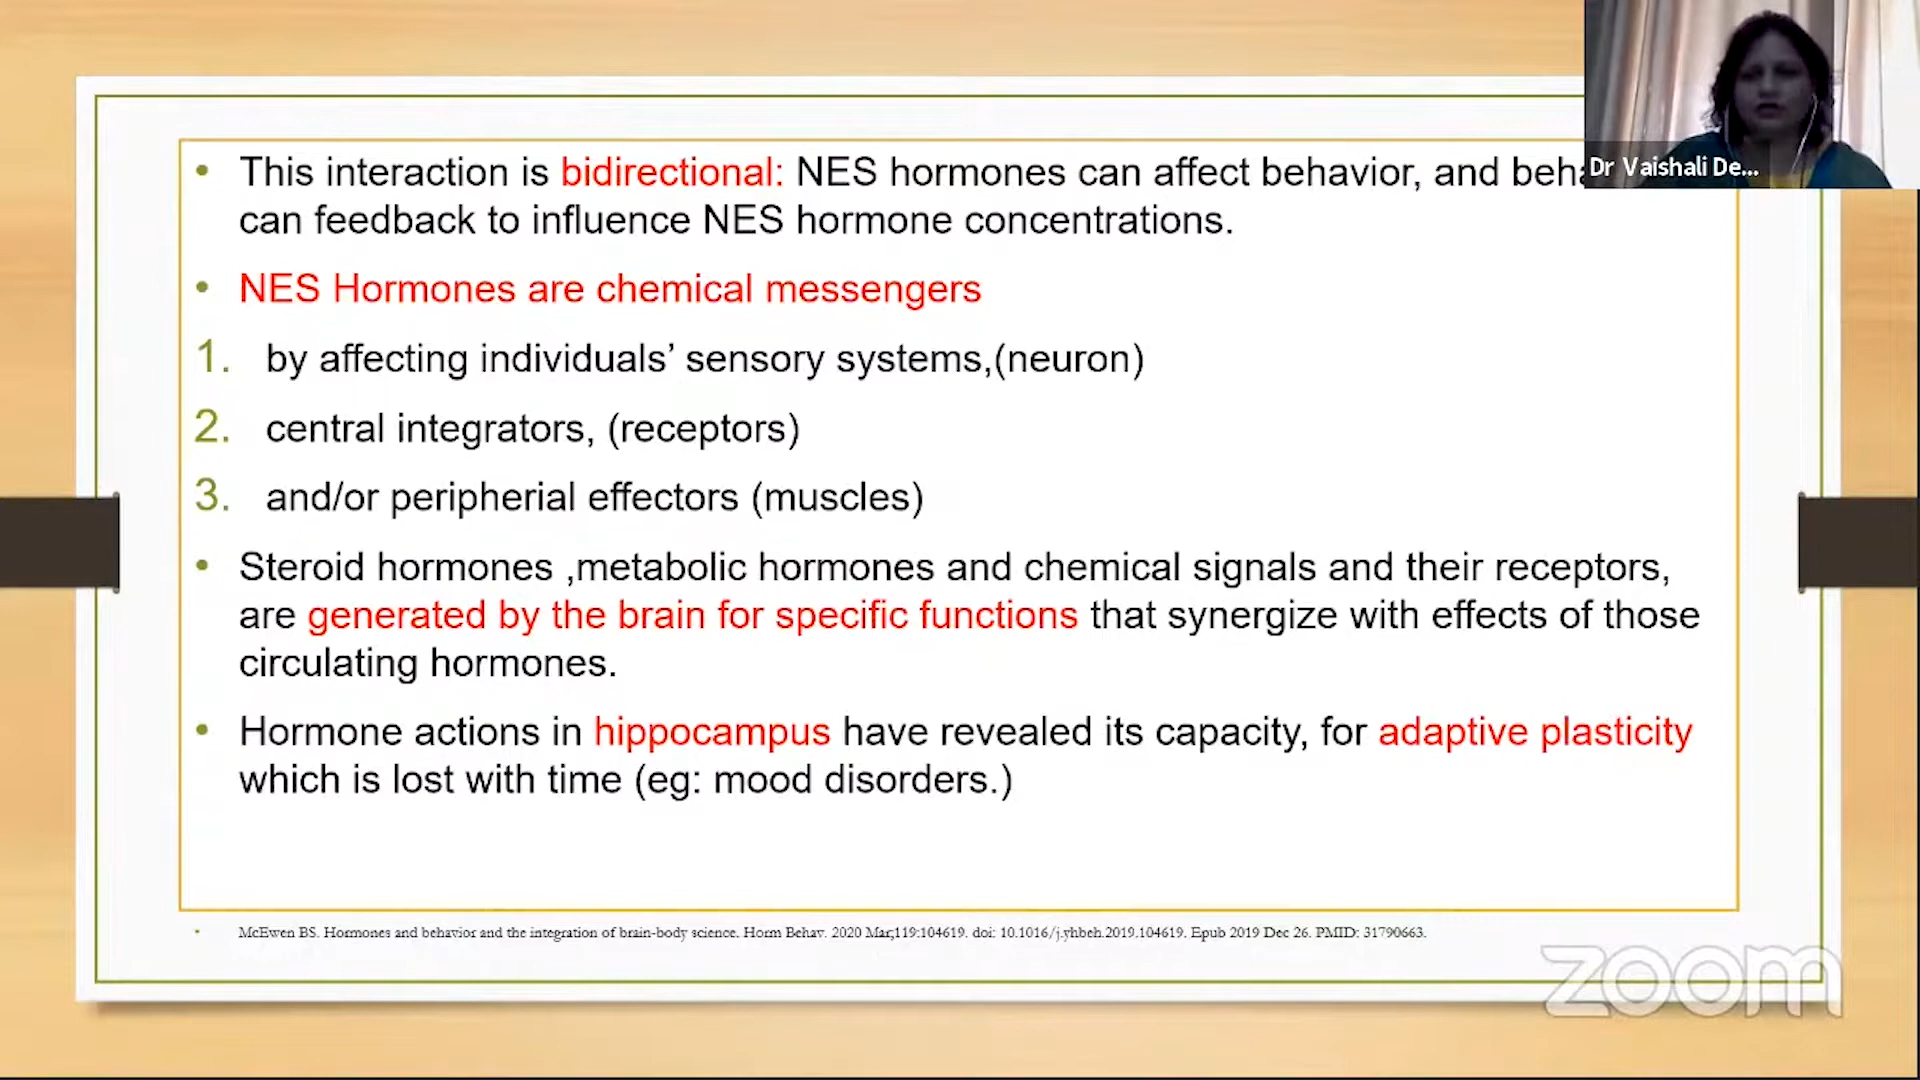 • This interaction is bidirectional: NES hormones can affect behavior, and beha
can feedback to influence NES hormone concentrations.
• NES Hormones are chemical messengers
1. by affecting individuals’ sensory systems,(neuron)
2. central integrators, (receptors)
3. and/or peripherial effectors (muscles)
• Steroid hormones ,metabolic hormones and chemical signals and their receptors,
are generated by the brain for specific functions that synergize with effects of those
circulating hormones.
• Hormone actions in hippocampus have revealed its capacity, for adaptive plasticity
which is lost with time (eg: mood disorders.)
• McEwen BS. Hormones and behavior and the integration of brain-body science. Horm Behav. 2020 Mar;119:104619. doi: 10.1016/j.yhbeh.2019.104619. Epub 2019 Dec 26. PMID: 31790663.
Dr Vaishali De...
zoom